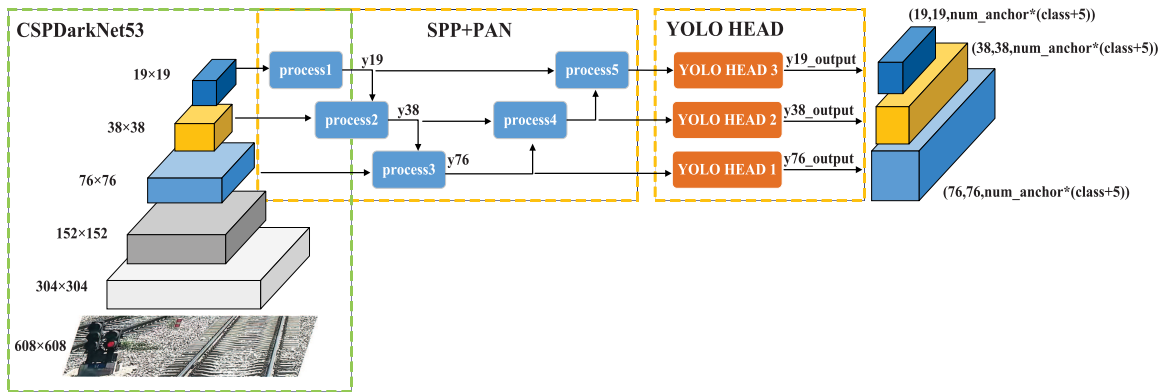 CSPDarkNet53
SPP+PAN
YOLO HEAD
(19,19,num_anchor*(class+5))
(38,38,num_anchor*(class+5))
19×19
process1
y19
process5
YOLO HEAD 3
y19_output
38×38
process2
y38
process4
YOLO HEAD 2
y38_output
76×76
process3
y76
YOLO HEAD 1
y76_output
(76,76,num_anchor*(class+5))
152×152
304×304
608×608